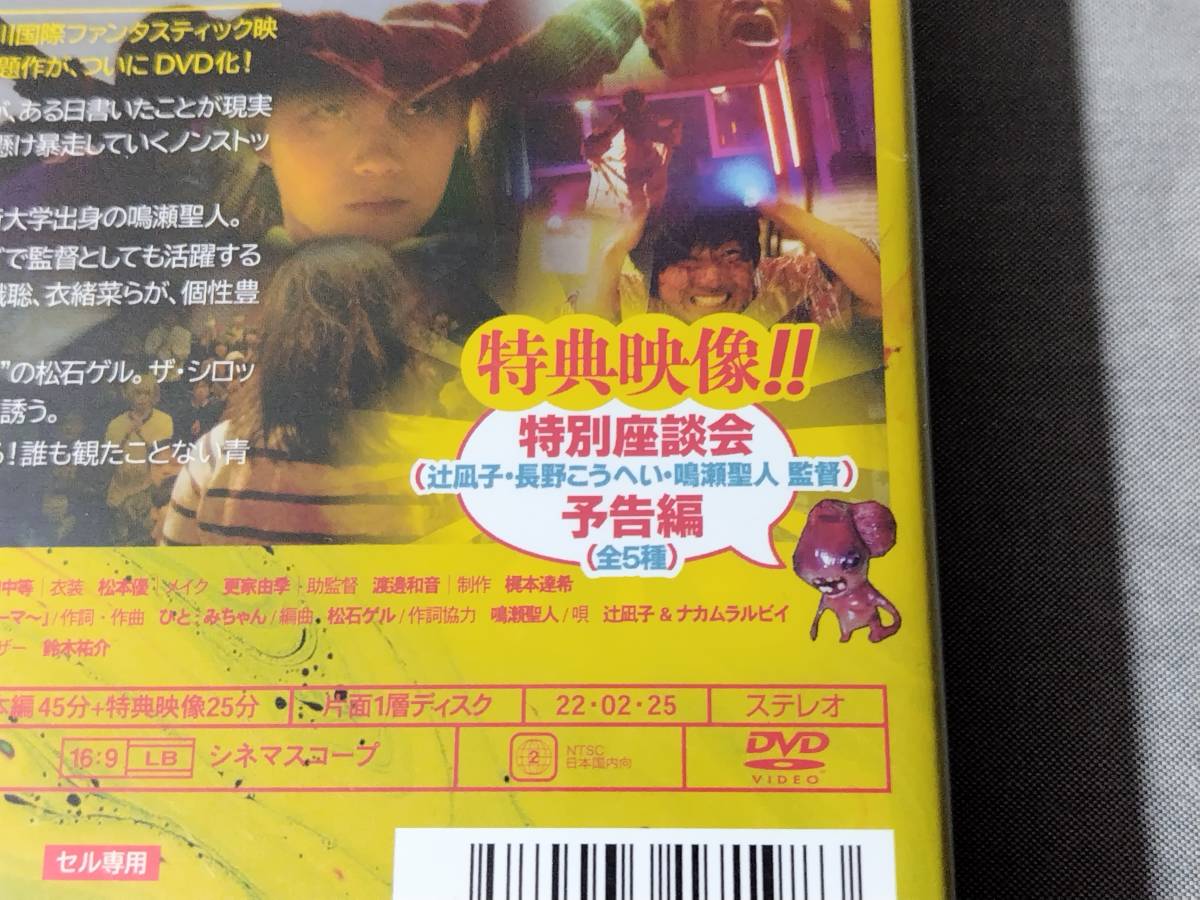 川国際ファンタスティック映
題作が、ついにDVD化!
が、ある日書いたことが現実
懸け暴走していくノンストッ
大学出身の鳴瀬聖人。
で監督としても活躍する
聡、衣緒菜らが、個性豊
"の松石ゲル。ザ・シロッ
誘う。
る!誰も観たことない青
特典映像!!
特別座談会
(辻凪子・長野こうへい・鳴瀬聖人 監督)
予告編
(全5種)
中等 | 衣装 松本優 | メイク 更家由季 | 助監督 渡邊和音 | 制作 梶本達希
ーマ〜」/作詞・作曲 ひと:みちゃん/編曲 松石ゲル/作詞協力 鳴瀬聖人/唄 辻凪子 & ナカムラルビイ
ザー 鈴木祐介
本編45分+特典映像25分 片面1層ディスク 22・02・25 ステレオ
16:9 LB シネマスコープ 2 NTSC 日本国内向 DVD VIDEO
セル専用